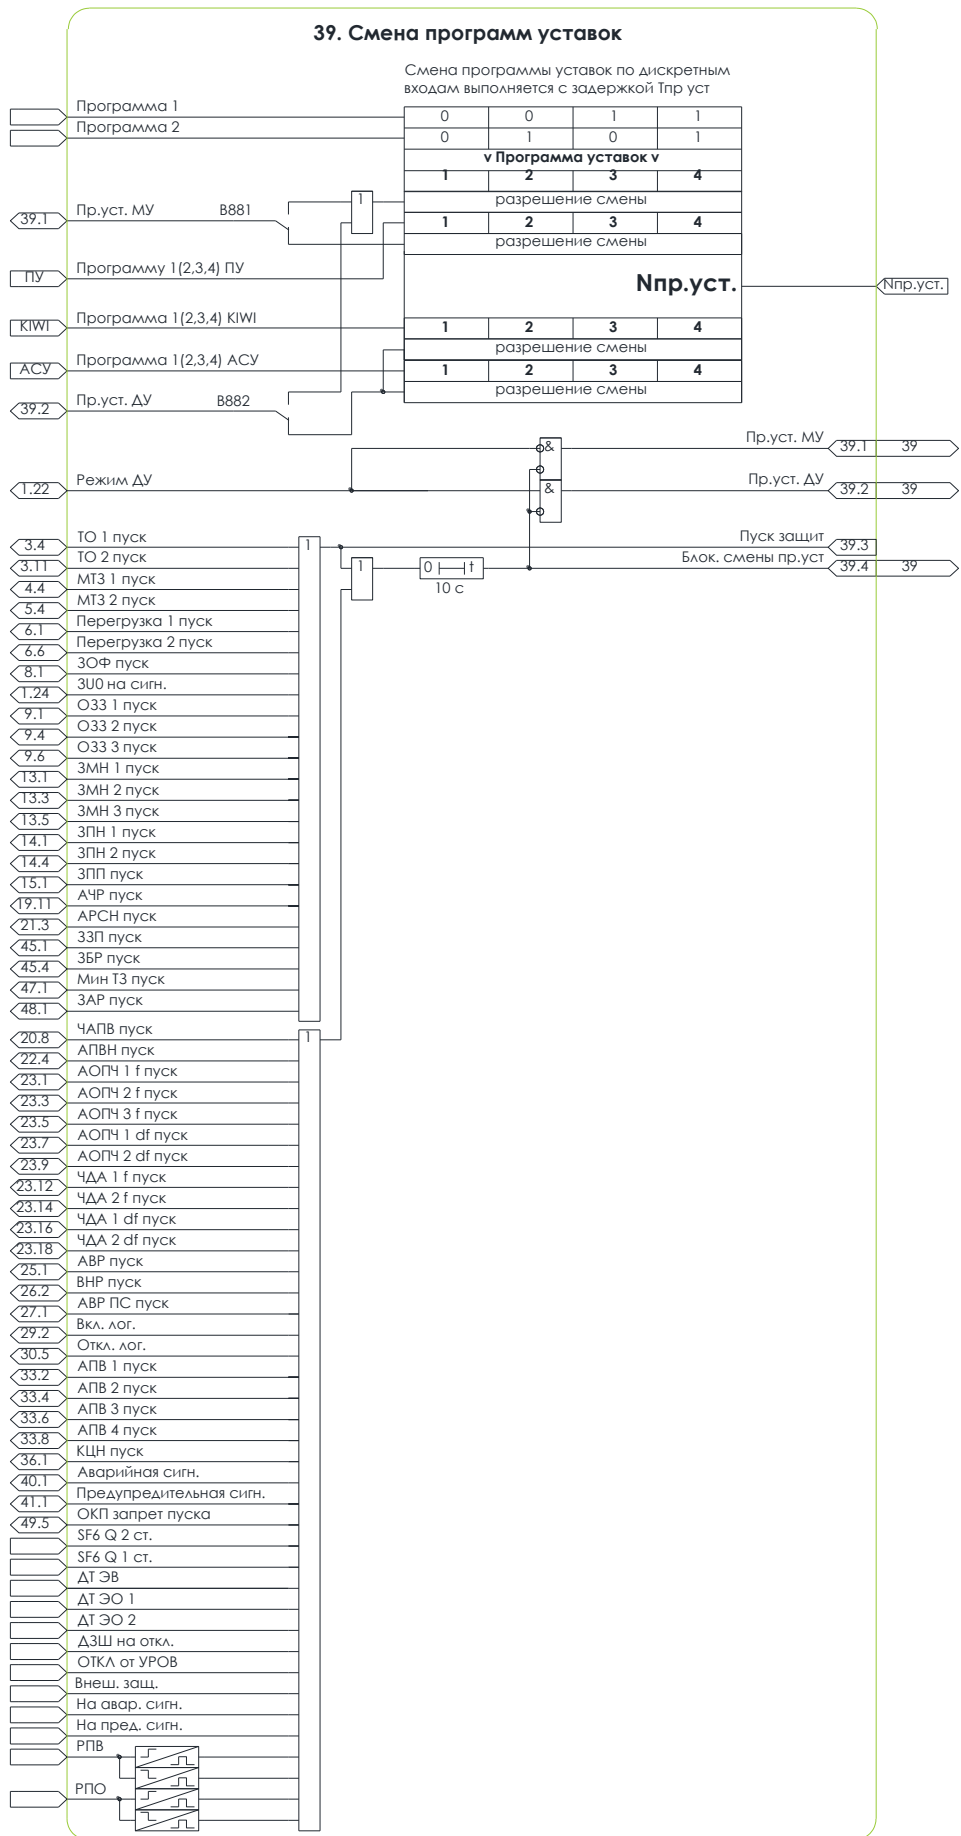 39. Смена программ уставок
Смена программы уставок по дискретным
входам выполняется с задержкой Тпр уст
Программа 1
0 0 1 1
Программа 2
0 1 0 1
v Программа уставок v
1 2 3 4
разрешение смены
39.1 Пр.уст. МУ В881 1
1 2 3 4
разрешение смены
ПУ Программу 1(2,3,4) ПУ
Nпр.уст. Nпр.уст.
KIWI Программа 1(2,3,4) KIWI
1 2 3 4
разрешение смены
АСУ Программа 1(2,3,4) АСУ
1 2 3 4
разрешение смены
39.2 Пр.уст. ДУ В882
& Пр.уст. МУ 39.1 39
1.22 Режим ДУ & Пр.уст. ДУ 39.2 39
3.4 ТО 1 пуск 1 Пуск защит 39.3
3.11 ТО 2 пуск 1 0 t Блок. смены пр.уст 39.4 39
10 с
4.4 МТЗ 1 пуск
5.4 МТЗ 2 пуск
6.1 Перегрузка 1 пуск
6.6 Перегрузка 2 пуск
8.1 ЗОФ пуск
1.24 3U0 на сигн.
9.1 ОЗЗ 1 пуск
9.4 ОЗЗ 2 пуск
9.6 ОЗЗ 3 пуск
13.1 ЗМН 1 пуск
13.3 ЗМН 2 пуск
13.5 ЗМН 3 пуск
14.1 ЗПН 1 пуск
14.4 ЗПН 2 пуск
15.1 ЗПП пуск
19.11 АЧР пуск
21.3 АРСН пуск
45.1 ЗЗП пуск
45.4 ЗБР пуск
47.1 Мин ТЗ пуск
48.1 ЗАР пуск
20.8 ЧАПВ пуск 1
22.4 АПВН пуск
23.1 АОПЧ 1 f пуск
23.3 АОПЧ 2 f пуск
23.5 АОПЧ 3 f пуск
23.7 АОПЧ 1 df пуск
23.9 АОПЧ 2 df пуск
23.12 ЧДА 1 f пуск
23.14 ЧДА 2 f пуск
23.16 ЧДА 1 df пуск
23.18 ЧДА 2 df пуск
25.1 АВР пуск
26.2 ВНР пуск
27.1 АВР ПС пуск
29.2 Вкл. лог.
30.5 Откл. лог.
33.2 АПВ 1 пуск
33.4 АПВ 2 пуск
33.6 АПВ 3 пуск
33.8 АПВ 4 пуск
36.1 КЦН пуск
40.1 Аварийная сигн.
41.1 Предупредительная сигн.
49.5 ОКП запрет пуска
SF6 Q 2 ст.
SF6 Q 1 ст.
ДТ ЭВ
ДТ ЭО 1
ДТ ЭО 2
ДЗШ на откл.
ОТКЛ от УРОВ
Внеш. защ.
На авар. сигн.
На пред. сигн.
РПВ
РПО